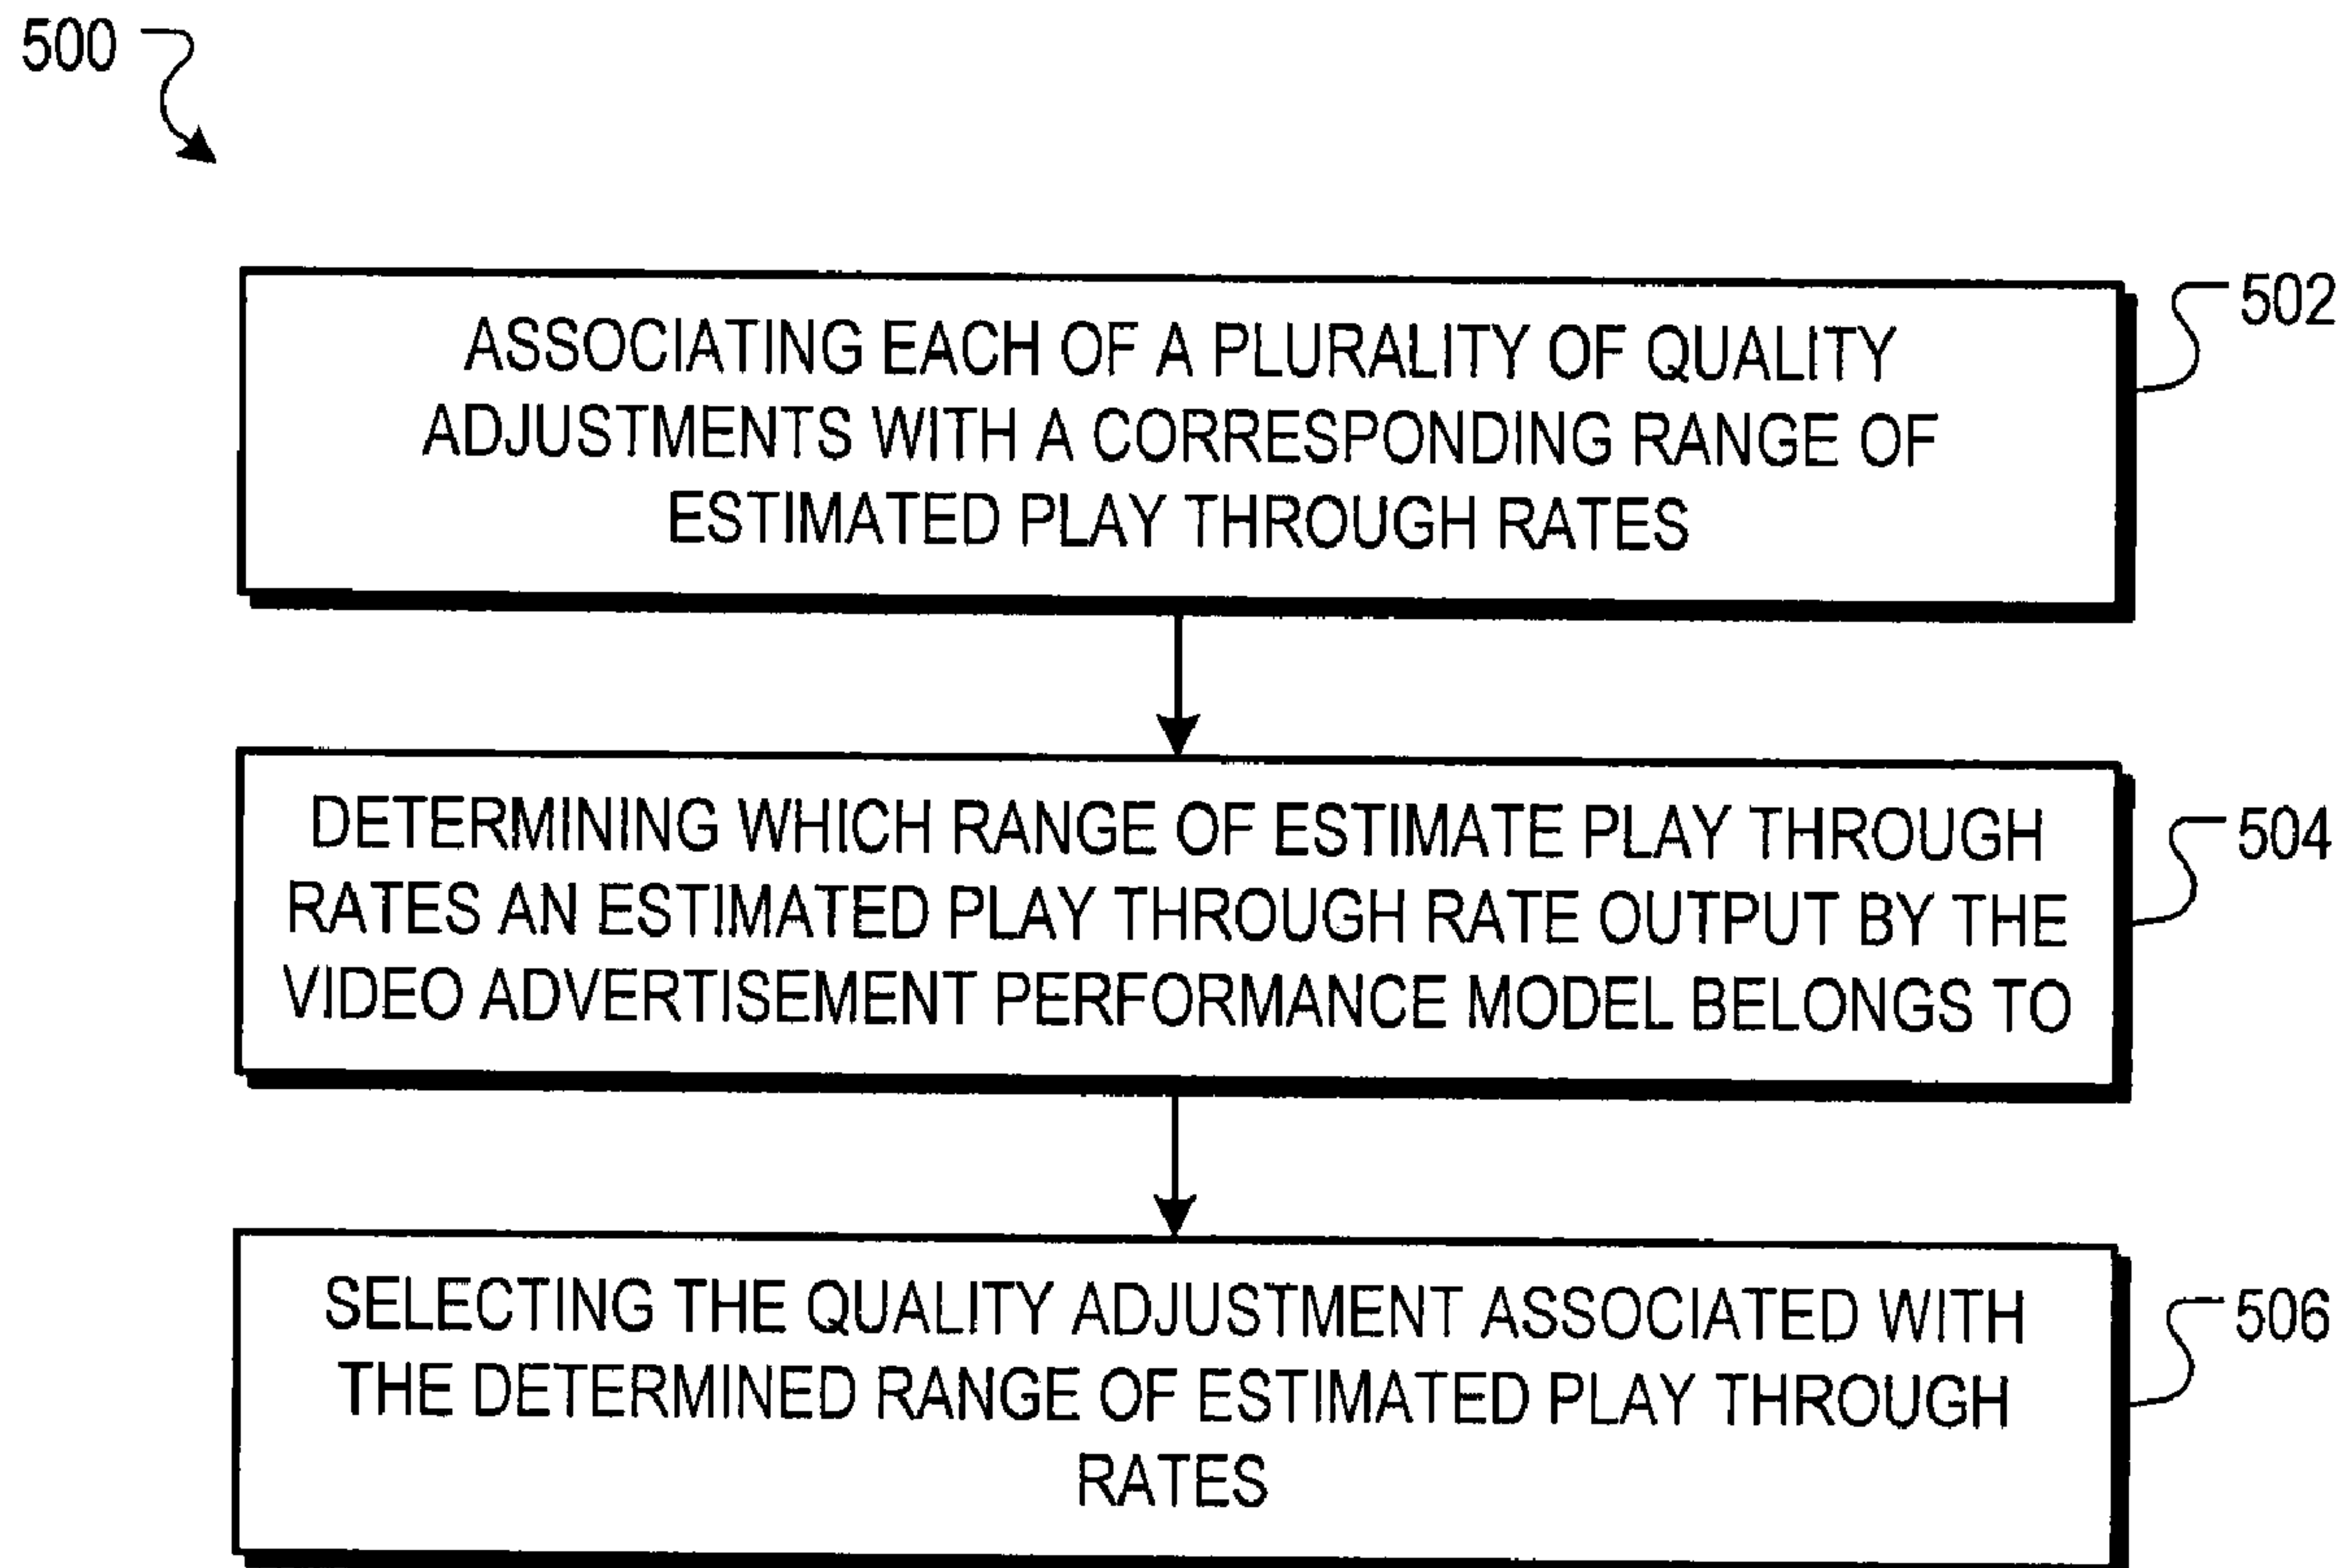 500
ASSOCIATING EACH OF A PLURALITY OF QUALITY
ADJUSTMENTS WITH A CORRESPONDING RANGE OF
ESTIMATED PLAY THROUGH RATES
502
DETERMINING WHICH RANGE OF ESTIMATE PLAY THROUGH
RATES AN ESTIMATED PLAY THROUGH RATE OUTPUT BY THE
VIDEO ADVERTISEMENT PERFORMANCE MODEL BELONGS TO
504
SELECTING THE QUALITY ADJUSTMENT ASSOCIATED WITH
THE DETERMINED RANGE OF ESTIMATED PLAY THROUGH
RATES
506